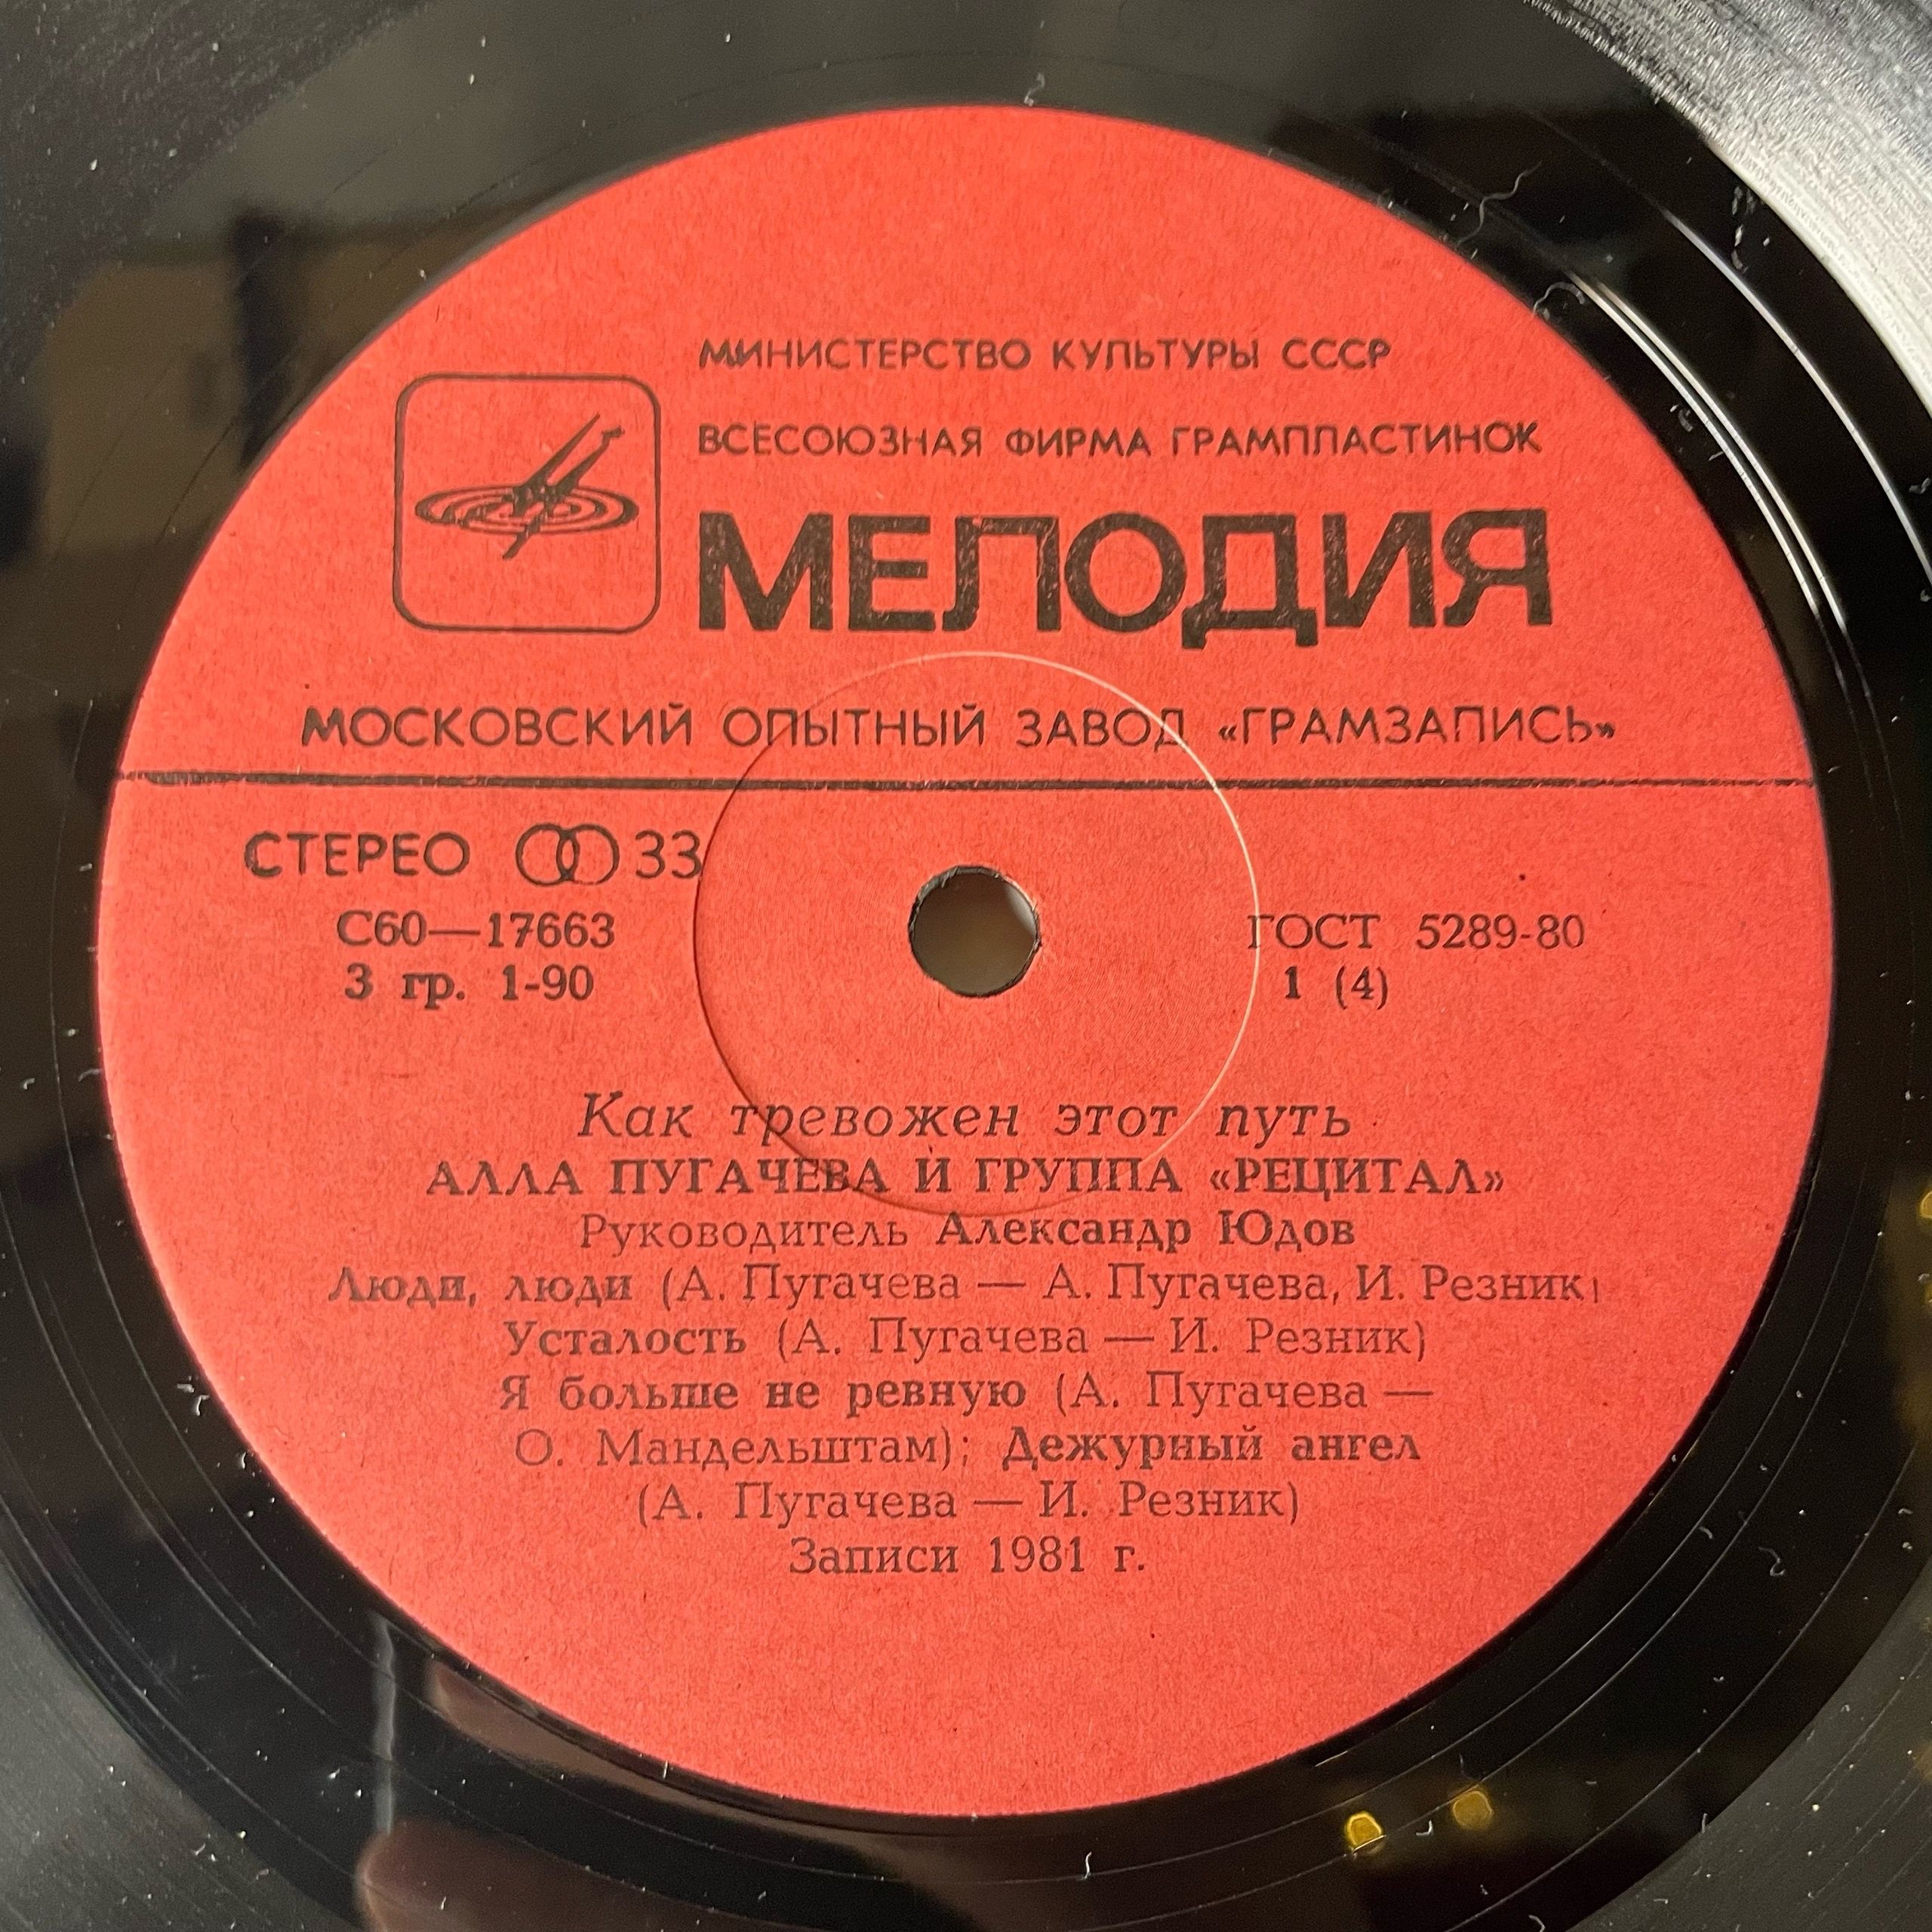 МИНИСТЕРСТВО КУЛЬТУРЫ СССР
ВСЕСОЮЗНАЯ ФИРМА ГРАМПЛАСТИНОК
МЕЛОДИЯ
МОСКОВСКИЙ ОПЫТНЫЙ ЗАВОД «ГРАМЗАПИСЬ»
СТЕРЕО 33
С60—17663
ГОСТ 5289-80
3 гр. 1-90
1 (4)
Как тревожен этот путь
АЛЛА ПУГАЧЕВА И ГРУППА «РЕЦИТАЛ»
Руководитель Александр Юдов
Люди, люди (А. Пугачева — А. Пугачева, И. Резник)
Усталость (А. Пугачева — И. Резник)
Я больше не ревную (А. Пугачева —
О. Мандельштам); Дежурный ангел
(А. Пугачева — И. Резник)
Записи 1981 г.